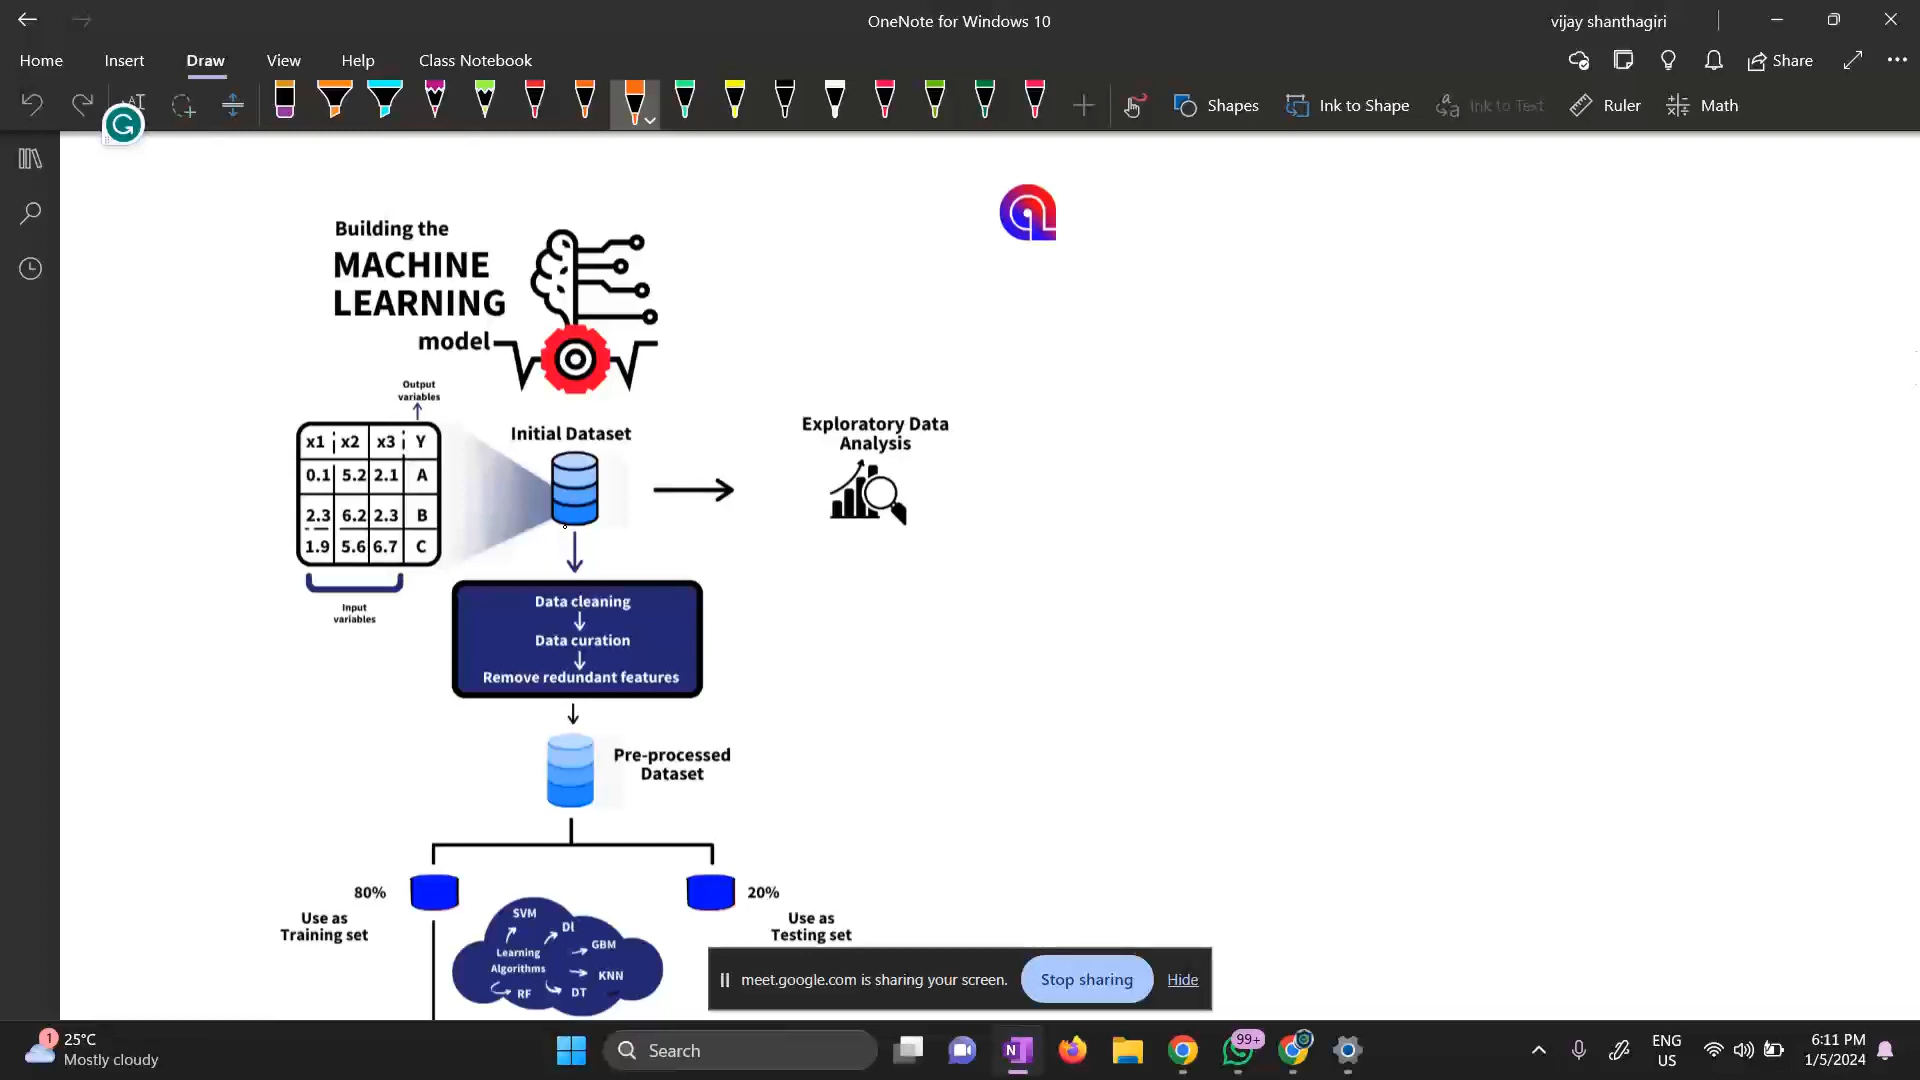 OneNote for Windows 10
vijay shanthagiri
Home
Insert
Draw
View
Help
Class Notebook
Share
Shapes
Ink to Shape
Ink to Text
Ruler
Math
Building the
MACHINE
LEARNING
model
Output
variables
x1 x2 x3 Y
0.1 5.2 2.1 A
2.3 6.2 2.3 B
1.9 5.6 6.7 C
Input
variables
Initial Dataset
Exploratory Data
Analysis
Data cleaning
Data curation
Remove redundant features
Pre-processed
Dataset
80%
Use as
Training set
20%
Use as
Testing set
SVM
Dl
GBM
Learning
Algorithms
KNN
RF
DT
meet.google.com is sharing your screen.
Stop sharing
Hide
1
25°C
Mostly cloudy
Search
99+
ENG
US
6:11 PM
1/5/2024